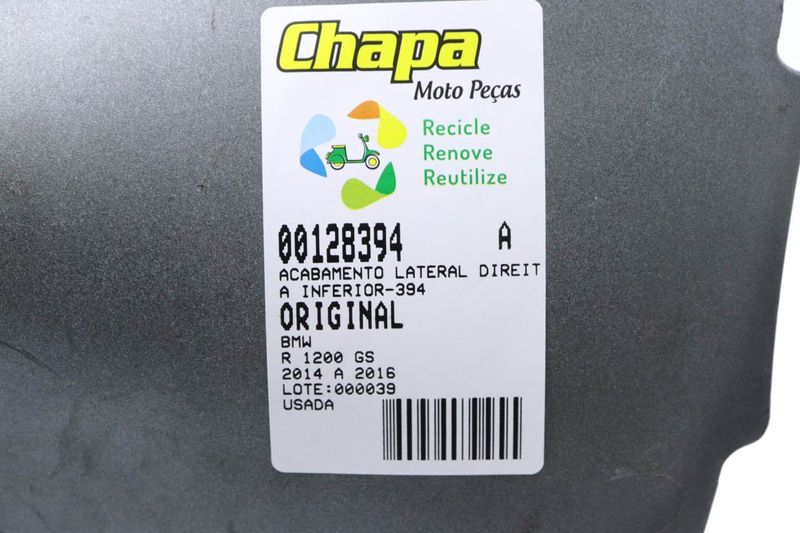 Chapa
Moto Peças
Recicle
Renove
Reutilize
00128394 A
ACABAMENTO LATERAL DIREIT
A INFERIOR-394
ORIGINAL
BMW
R 1200 GS
2014 A 2016
LOTE:000039
USADA